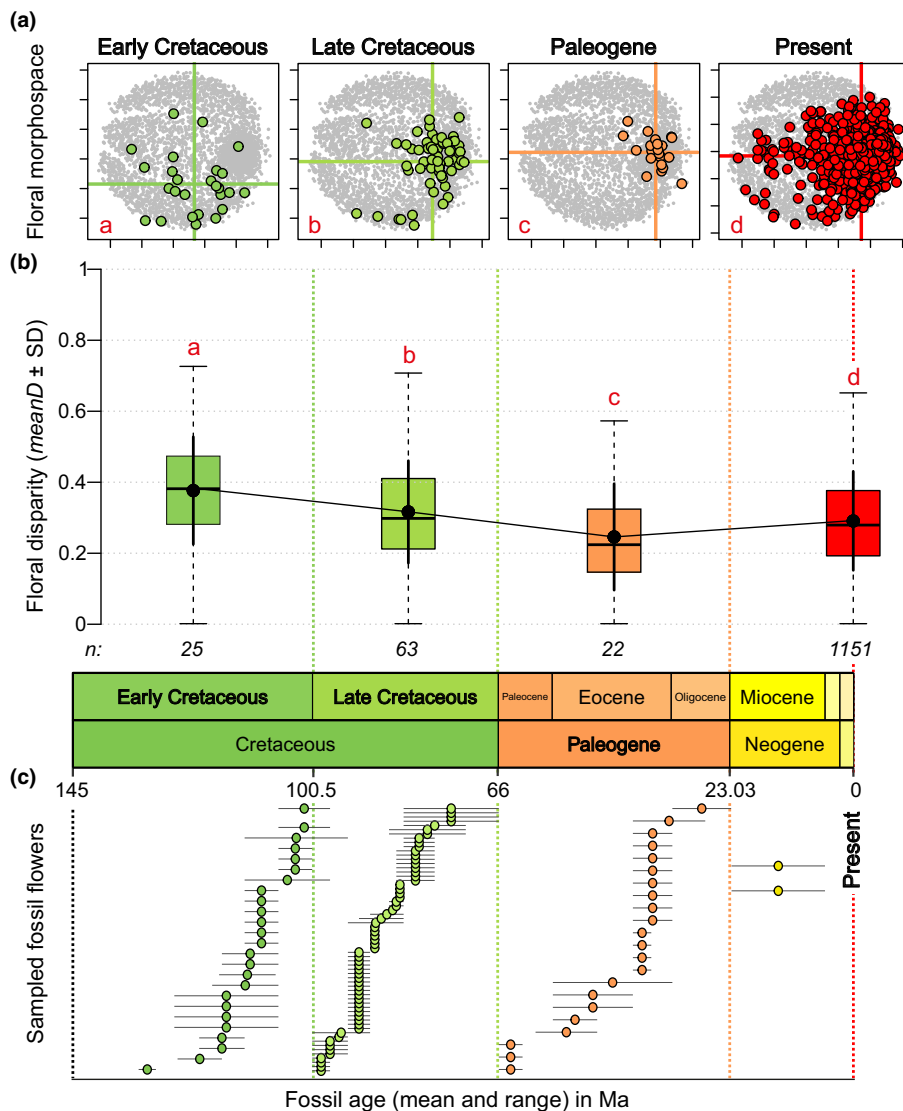 (a)
Early Cretaceous Late Cretaceous Paleogene Present
Floral morphospace
a b c d
(b)
Floral disparity (meanD ± SD)
1
0.8
0.6
0.4
0.2
0
a b c d
n: 25 63 22 1151
Early Cretaceous Late Cretaceous Paleocene Eocene Oligocene Miocene
Cretaceous Paleogene Neogene
(c)
145 100.5 66 23.03 0
Present
Sampled fossil flowers
Fossil age (mean and range) in Ma